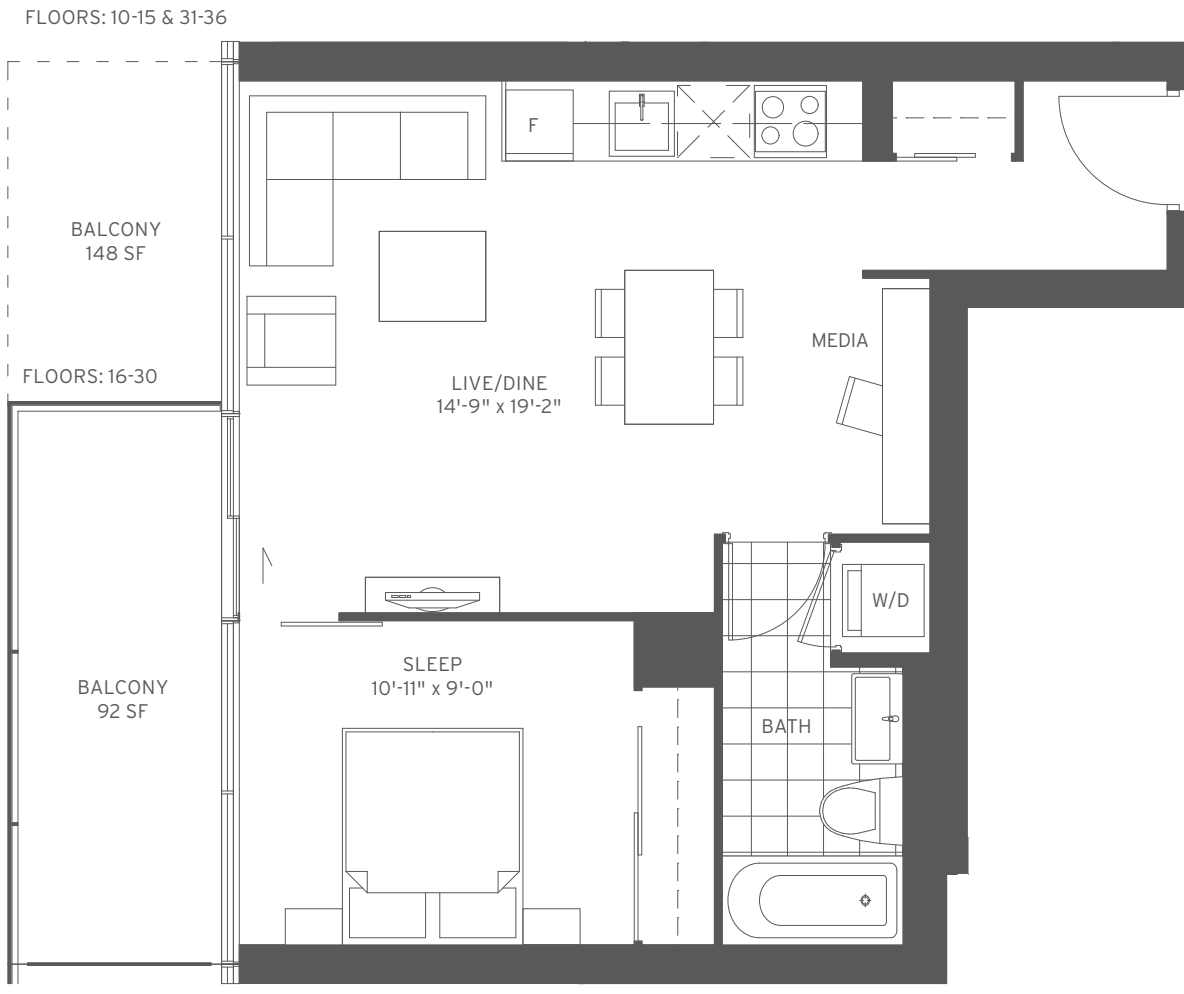 FLOORS: 10-15 & 31-36
F
BALCONY
148 SF
MEDIA
FLOORS: 16-30
LIVE/DINE
14'-9" x 19'-2"
W/D
SLEEP
10'-11" x 9'-0"
BALCONY
92 SF
BATH